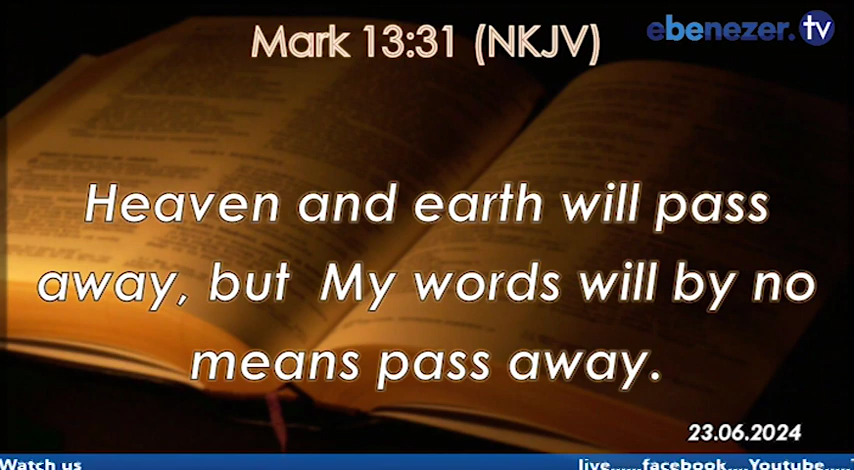 Mark 13:31 (NKJV)
ebenezer.tv
Heaven and earth will pass
away, but My words will by no
means pass away.
23.06.2024
Watch us live......facebook....Youtube.....